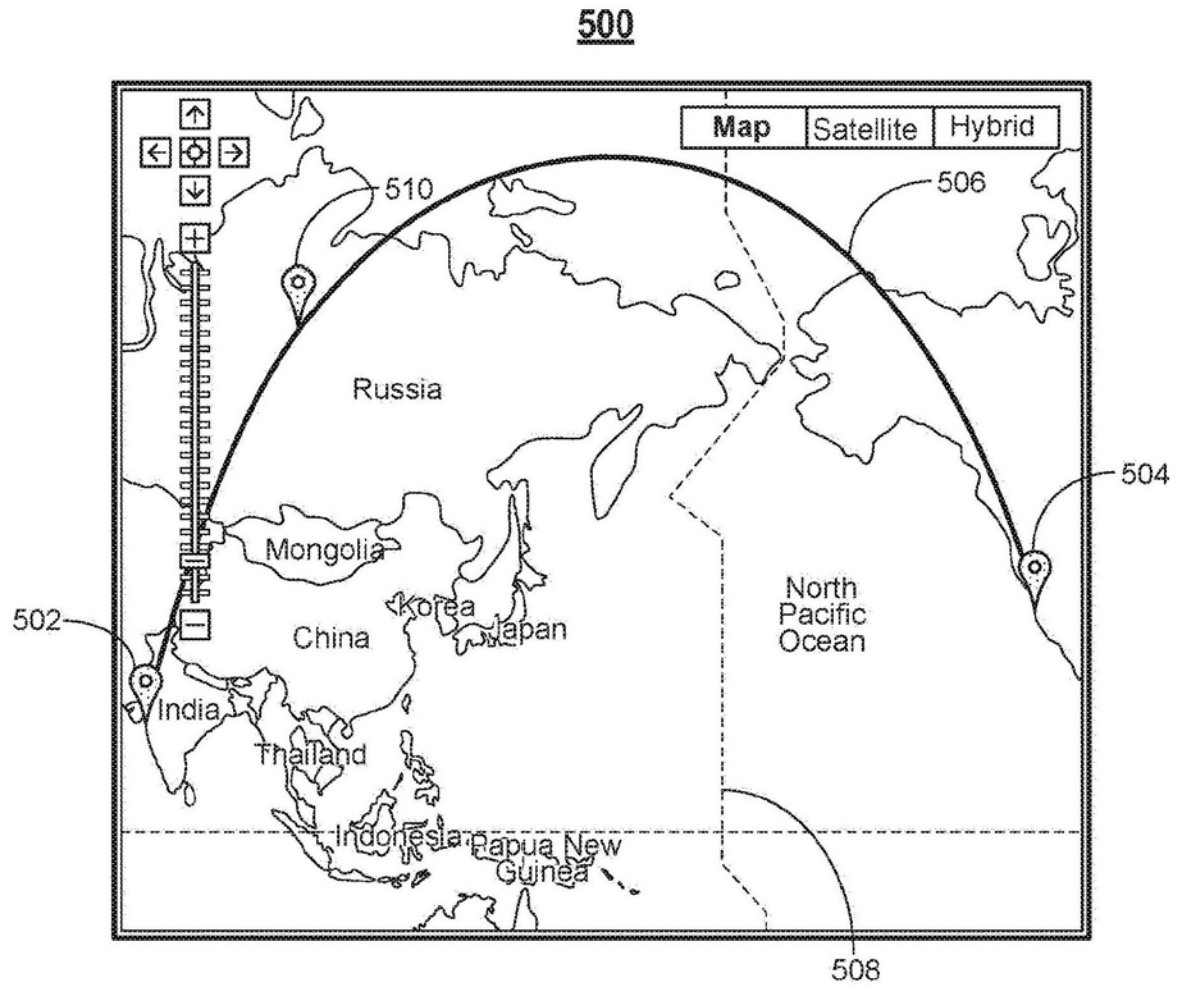 500
Map Satellite Hybrid
510
506
Russia
504
Mongolia
North
Pacific
Ocean
Korea
Japan
502
China
India
Thailand
Indonesia
Papua New
Guinea
508